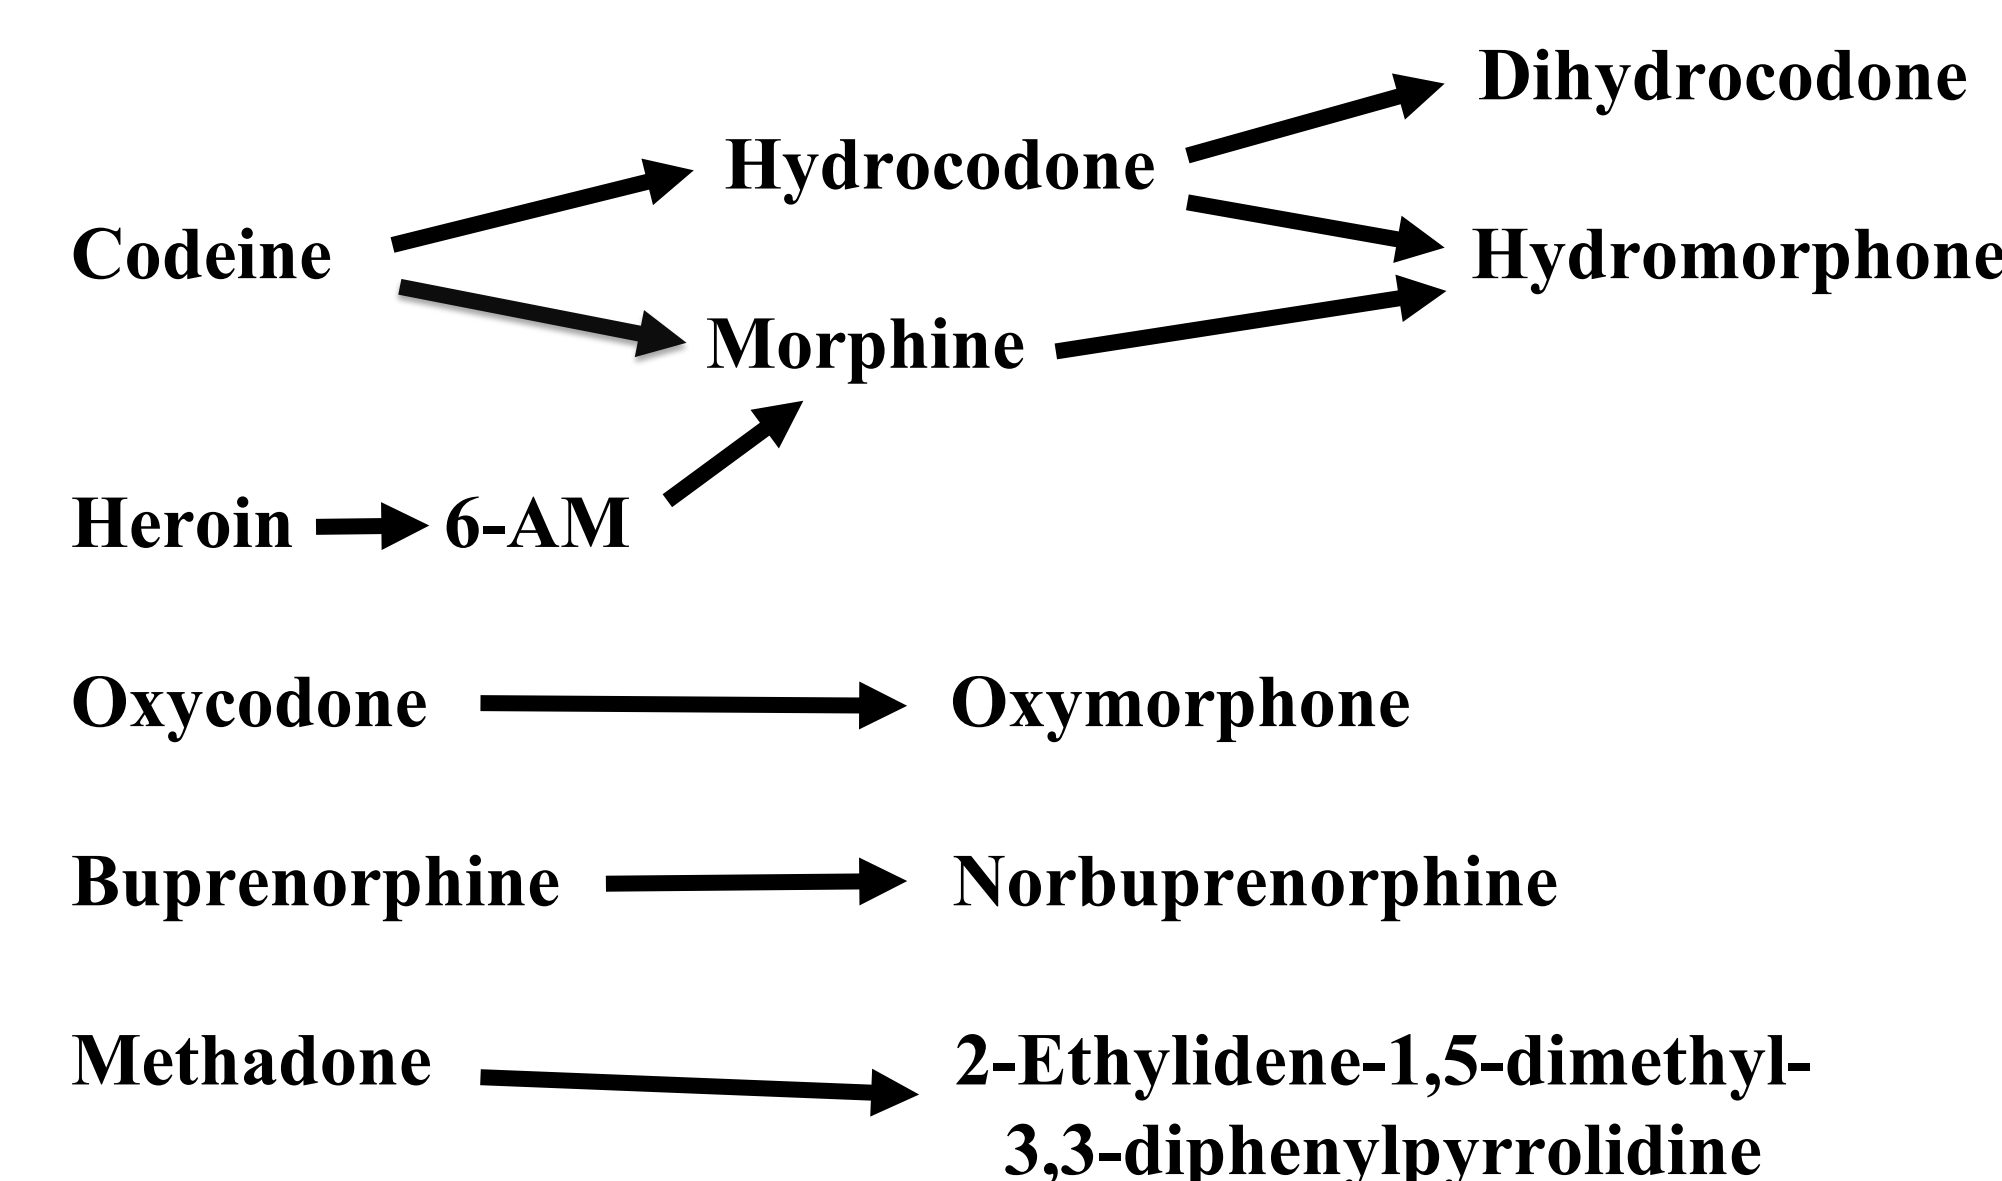 Dihydrocodone
Hydrocodone
Codeine
Hydromorphone
Morphine
Heroin
6-AM
Oxycodone
Oxymorphone
Buprenorphine
Norbuprenorphine
Methadone
2-Ethylidene-1,5-dimethyl-
3,3-diphenylpyrrolidine